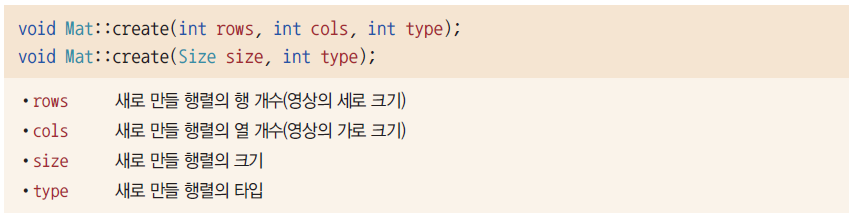 void Mat::create(int rows, int cols, int type);
void Mat::create(Size size, int type);
• rows 새로 만들 행렬의 행 개수(영상의 세로 크기)
• cols 새로 만들 행렬의 열 개수(영상의 가로 크기)
• size 새로 만들 행렬의 크기
• type 새로 만들 행렬의 타입